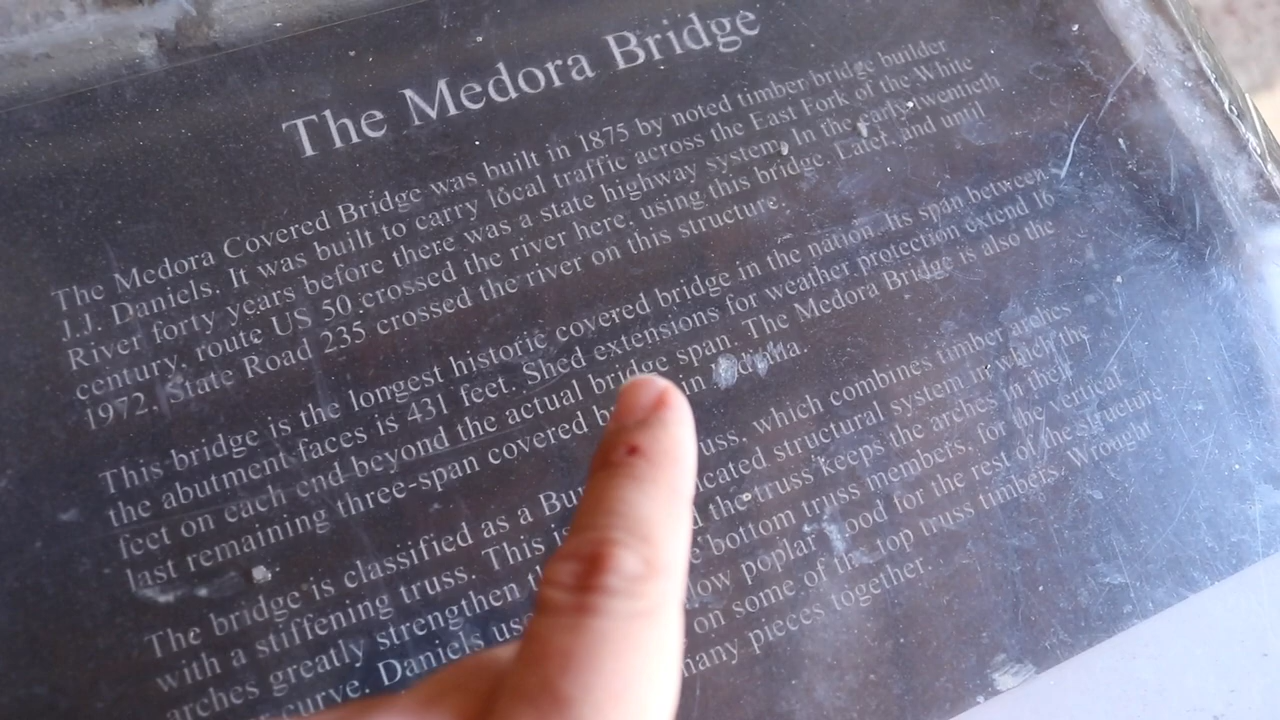 The Medora Bridge
The Medora Covered Bridge was built in 1875 by noted timber bridge builder
J.J. Daniels. It was built to carry local traffic across the East Fork of the White
River forty years before there was a state highway system. In the early twentieth
century, route US 50 crossed the river here, using this bridge. Later, and until
1972, State Road 235 crossed the river on this structure.
This bridge is the longest historic covered bridge in the nation. Its span between
the abutment faces is 431 feet. Shed extensions for weather protection extend 16
feet on each end beyond the actual bridge span. The Medora Bridge is also the
last remaining three-span covered in
The bridge is classified as a uss, which combines timber arches
with a stiffening truss. This is icated structural system in which the
arches greatly strengthen the truss keeps the arches in their
curve. Daniels bottom truss members, for the vertical
low poplar for the rest of the structure.
on some of the top truss timbers. Wrought
many pieces together.